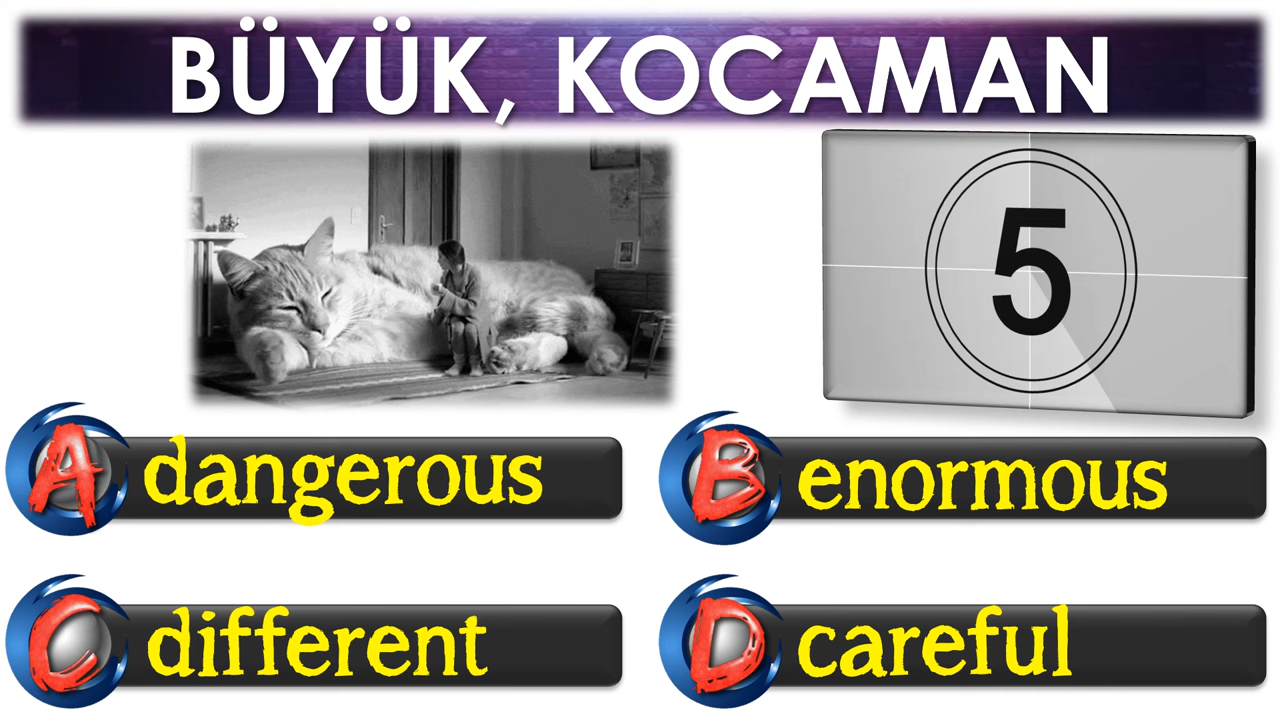 BÜYÜK, KOCAMAN
5
A dangerous
B enormous
C different
D careful